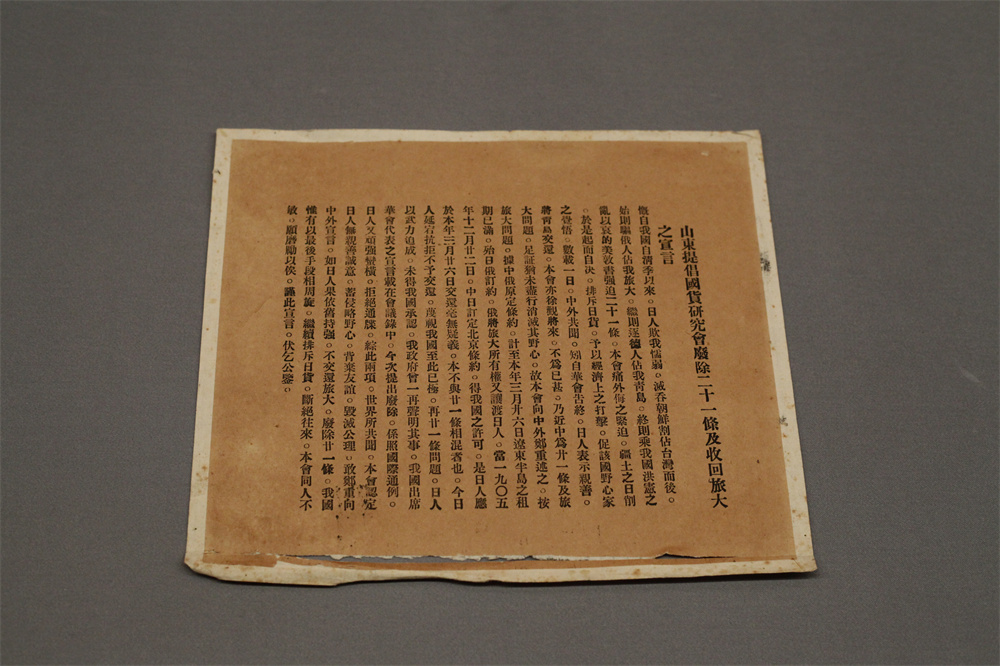 山東提倡國貨研究會廢除二十一條及收回旅大
之宣言
慨自我國自清季以來。日人欺我懦弱。滅吞朝鮮割佔台灣而後。
始則驅俄人佔我旅大。繼則逐德人佔我青島。終則乘我國洪憲之
亂以哀的美敦書强迫二十一條。本會痛外侮之緊迫。疆土之日削
。於是起而自决。排斥日貨。予以經濟上之打擊。促該國野心家
之覺悟。數載一日。中外共聞。矧自華會告終。日人表示親善。
將靑島交還。本會亦徐觀將來。不爲已甚。乃近中爲廿一條及旅
大問題。足証猶未盡行消滅其野心。故本會向中外鄭重述之。按
旅大問題。據中俄原定條約。計至本年三月廿六日遼東半島之租
期已滿。殆日俄訂約。俄將旅大所有權又讓渡日人。當一九〇五
年十二月廿二日。中日訂定北京條約。得我國之許可。是日人應
於本年三月廿六日交還毫無疑義。本不與廿一條相混者也。今日
人延宕抗拒不予交還。蔑視我國至此已極。再廿一條問題。日人
以武力迫成。未得我國承認。我政府曾一再聲明其事。我國出席
華會代表之宣言載在會議錄中。今次提出廢除。係照國際通例。
日人又頑强蠻橫。拒絕通牒。綜此兩項。世界所共聞。本會認定
日人無親善誠意。蓄侵略野心。背棄友誼。毀滅公理。敢鄭重向
中外宣言。如日人果依舊持强。不交還旅大。廢除廿一條。我國
惟有以最後手段相周旋。繼續排斥日貨。斷絕往來。本會同人不
敏。願勵以俟。謹此宣言。伏乞公鑒。